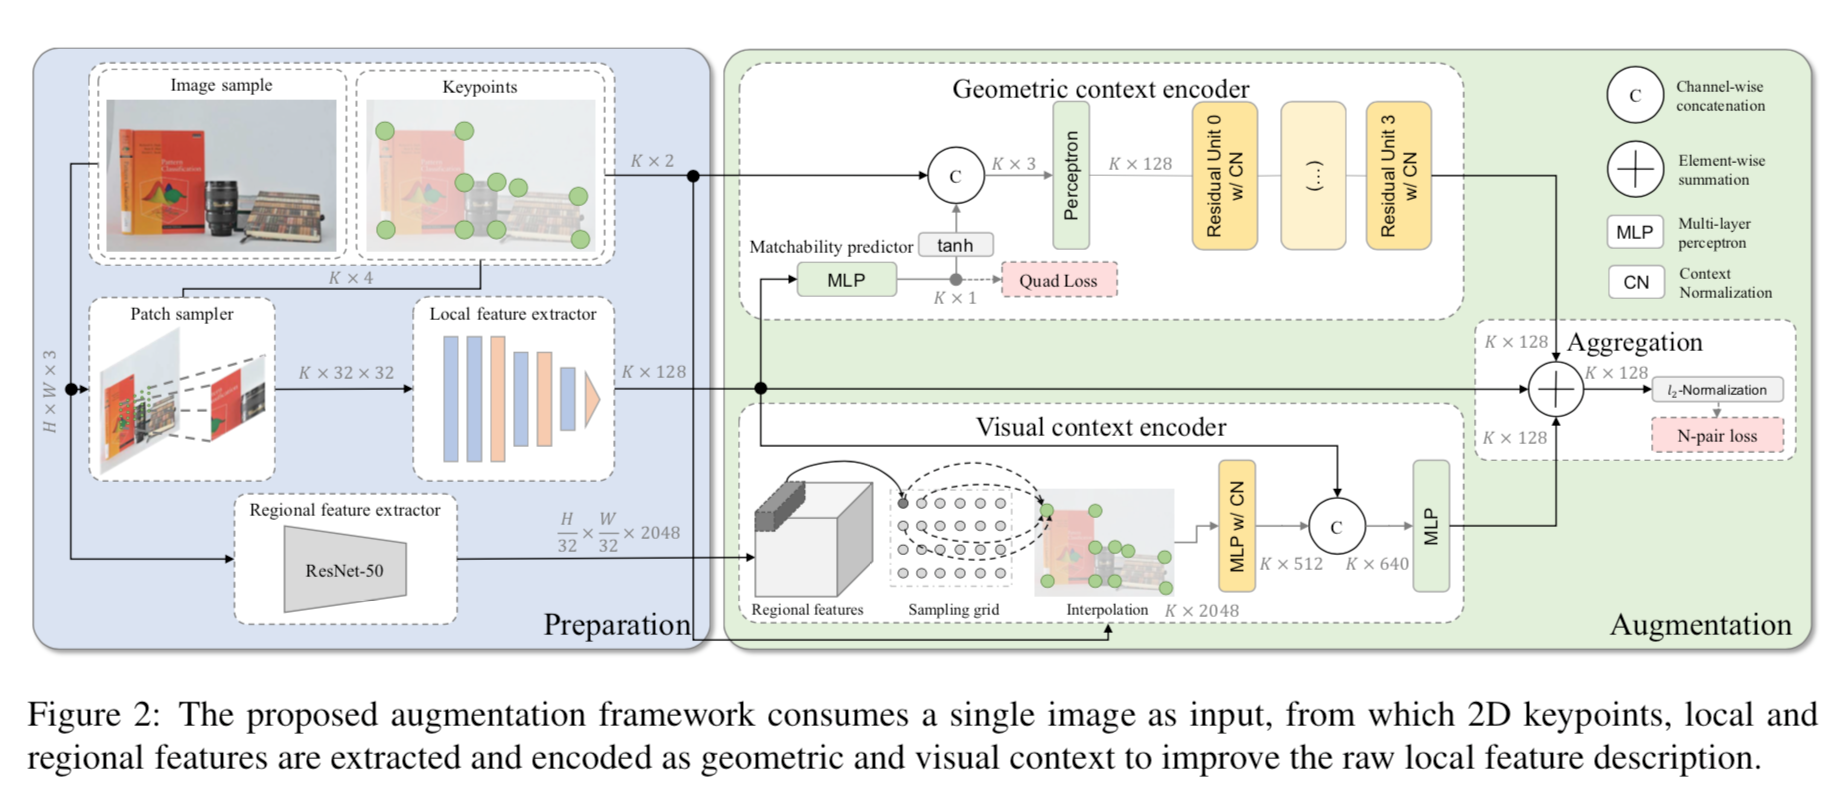 Image sample
Keypoints
K × 2
K × 4
H × W × 3
Patch sampler
K × 32 × 32
Local feature extractor
K × 128
Regional feature extractor
ResNet-50
H/32 × W/32 × 2048
Preparation
Geometric context encoder
C
K × 3
Perceptron
K × 128
Residual Unit 0
w/ CN
(...)
Residual Unit 3
w/ CN
Matchability predictor
tanh
MLP
K × 1
Quad Loss
Visual context encoder
Regional features
Sampling grid
Interpolation
K × 2048
MLP w/ CN
K × 512
C
K × 640
MLP
K × 128
Aggregation
K × 128
l₂-Normalization
K × 128
N-pair loss
C
Channel-wise
concatenation
Element-wise
summation
MLP
Multi-layer
perceptron
CN
Context
Normalization
Augmentation
Figure 2: The proposed augmentation framework consumes a single image as input, from which 2D keypoints, local and
regional features are extracted and encoded as geometric and visual context to improve the raw local feature description.